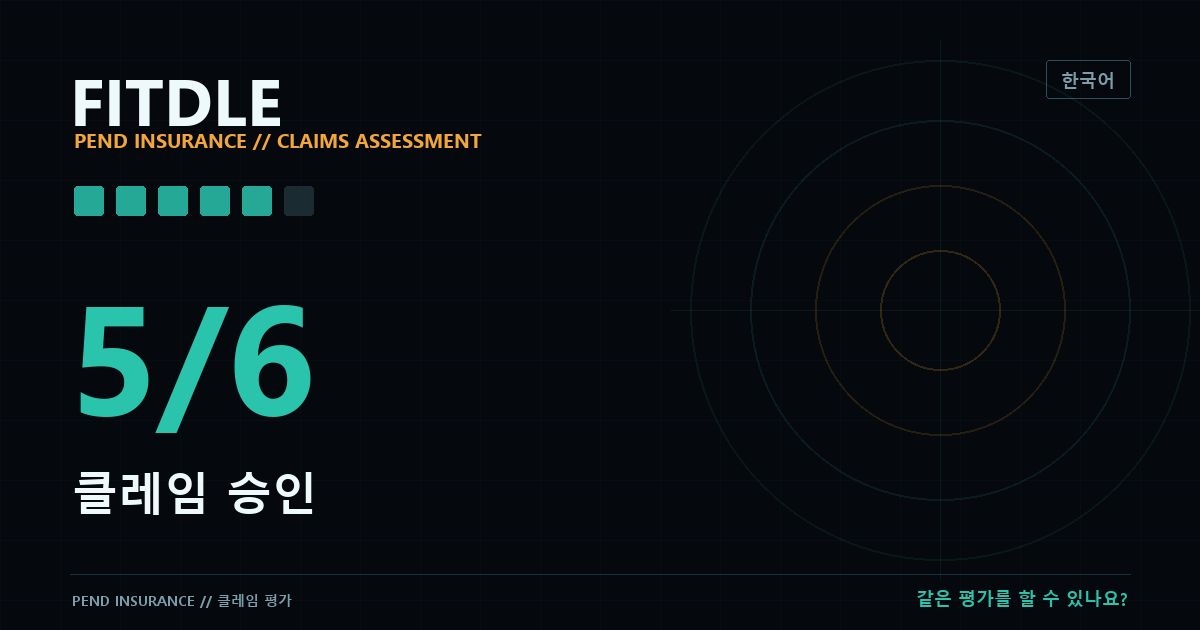 FITDLE
한국어
PEND INSURANCE // CLAIMS ASSESSMENT
5/6
클레임 승인
PEND INSURANCE // 클레임 평가
같은 평가를 할 수 있나요?